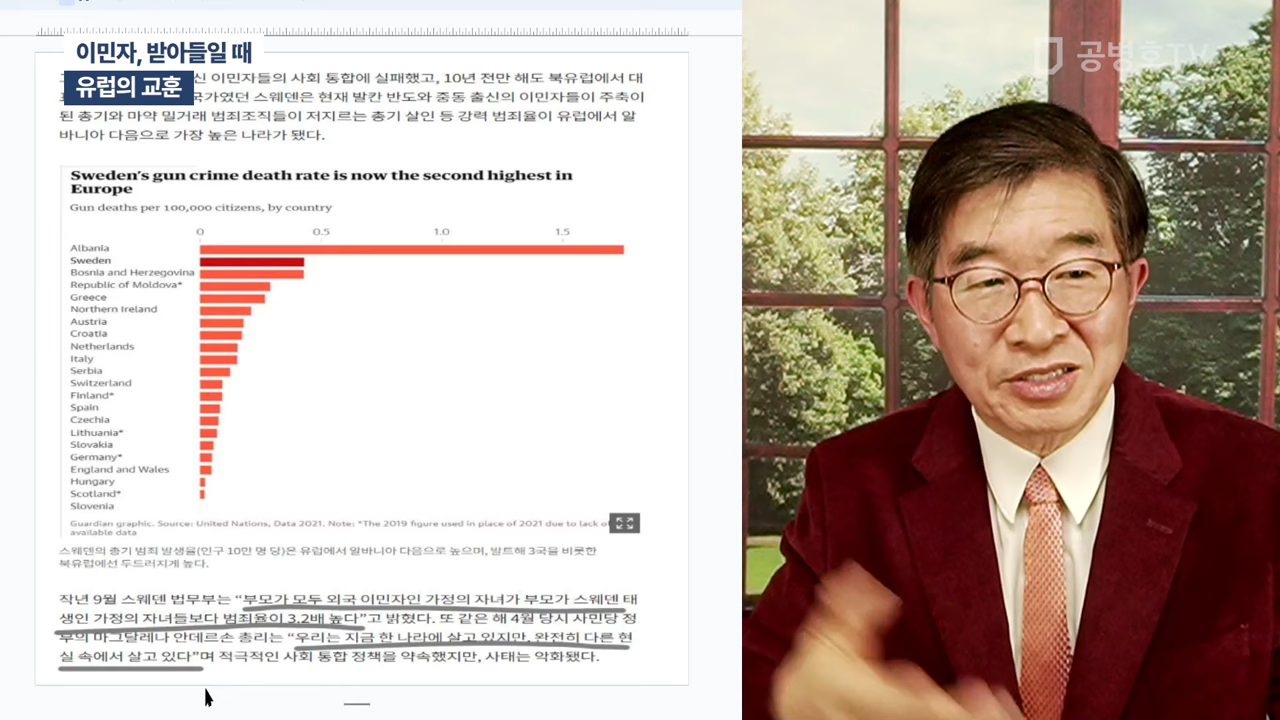 이민자, 받아들일 때
유럽의 교훈
공병호TV
신 이민자들의 사회 통합에 실패했고, 10년 전만 해도 북유럽에서 대
국가였던 스웨덴은 현재 발칸 반도와 중동 출신의 이민자들이 주축이
된 총기와 마약 밀거래 범죄조직들이 저지르는 총기 살인 등 강력 범죄율이 유럽에서 알
바니아 다음으로 가장 높은 나라가 됐다.
Sweden's gun crime death rate is now the second highest in
Europe
Gun deaths per 100,000 citizens, by country
0 0.5 1.0 1.5
Albania
Sweden
Bosnia and Herzegovina
Republic of Moldova*
Greece
Northern Ireland
Austria
Croatia
Netherlands
Italy
Serbia
Switzerland
Finland*
Spain
Czechia
Lithuania*
Slovakia
Germany*
England and Wales
Hungary
Scotland*
Slovenia
Guardian graphic. Source: United Nations, Data 2021. Note: *The 2019 figure used in place of 2021 due to lack of
available data
스웨덴의 총기 범죄 발생율(인구 10만 명 당)은 유럽에서 알바니아 다음으로 높으며, 발트해 3국을 비롯한
북유럽에선 두드러지게 높다.
작년 9월 스웨덴 법무부는 “부모가 모두 외국 이민자인 가정의 자녀가 부모가 스웨덴 태
생인 가정의 자녀들보다 범죄율이 3.2배 높다”고 밝혔다. 또 같은 해 4월 당시 사민당 정
부의 마그달레나 안데르손 총리는 “우리는 지금 한 나라에 살고 있지만, 완전히 다른 현
실 속에서 살고 있다”며 적극적인 사회 통합 정책을 약속했지만, 사태는 악화됐다.